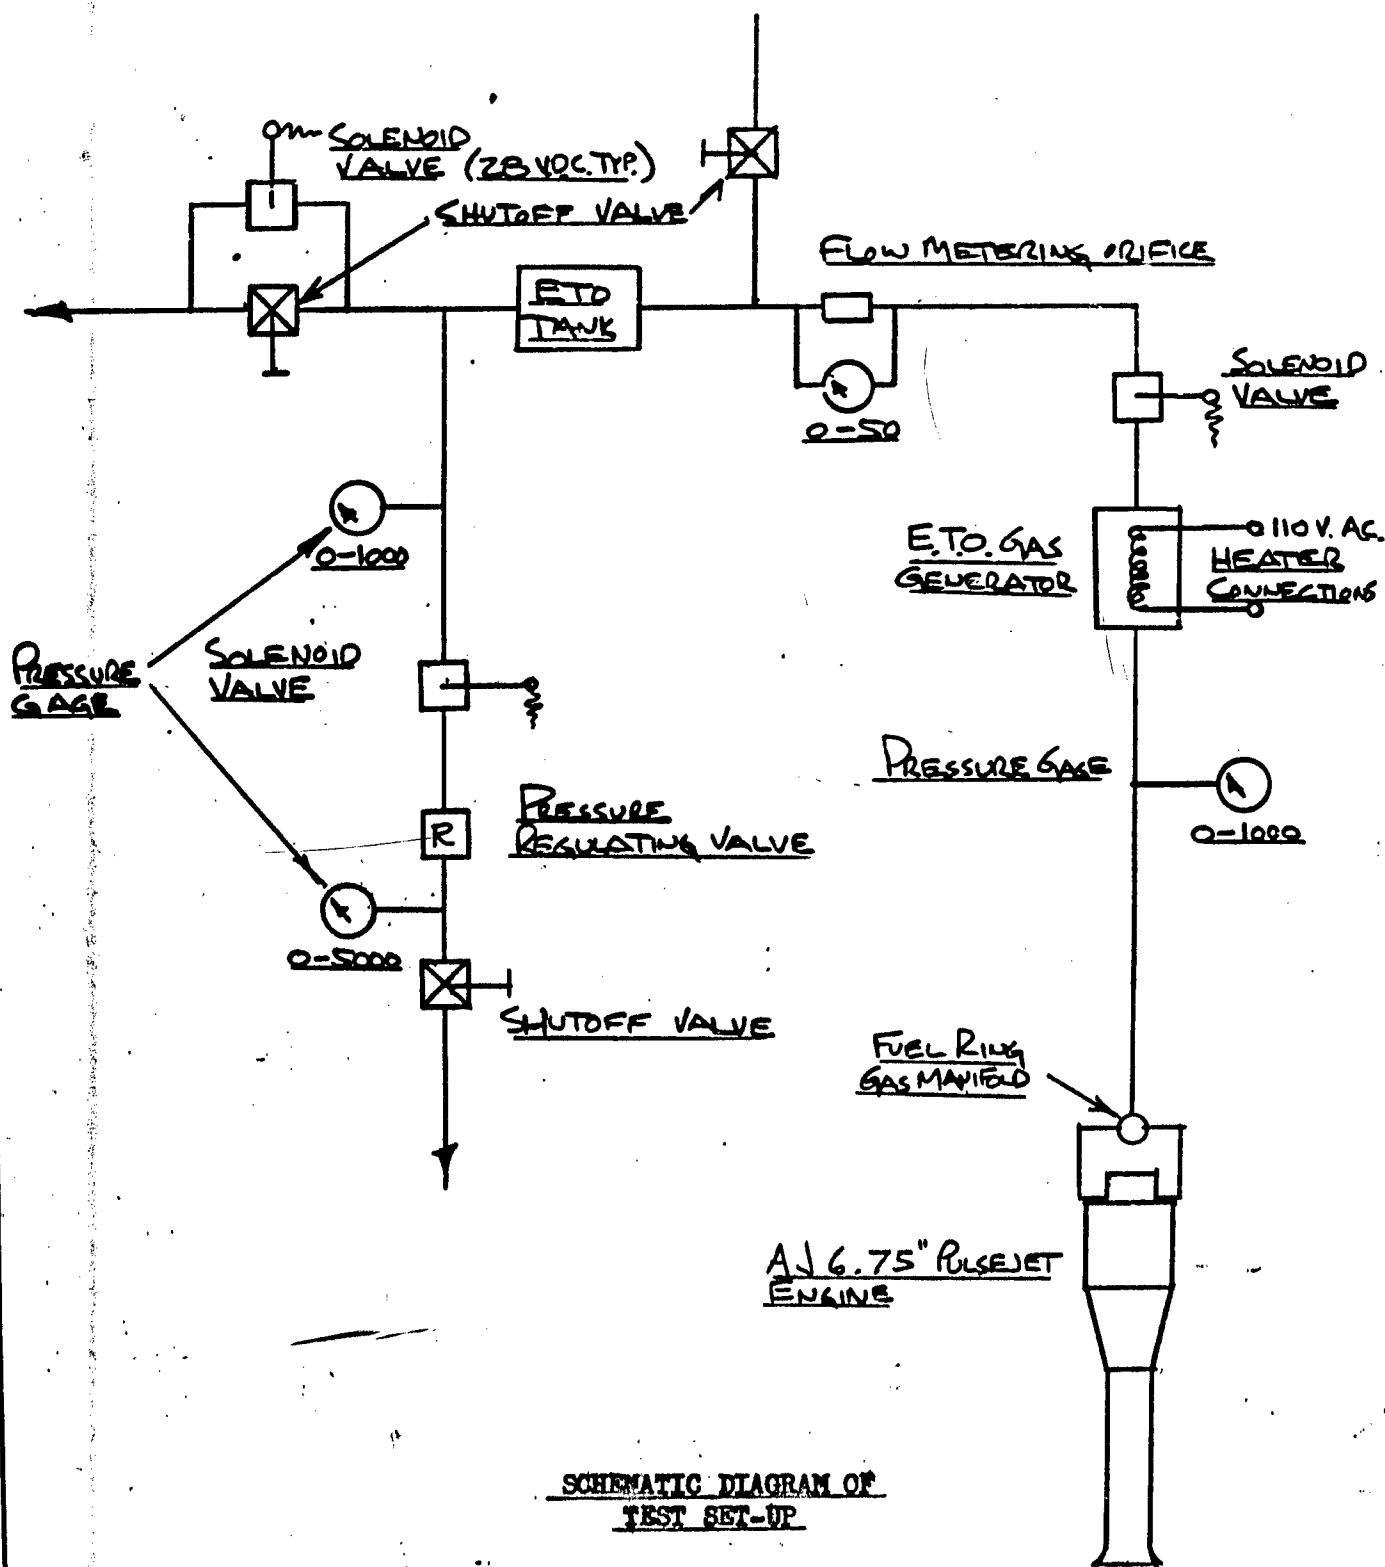 SOLENOID
VALVE (28 VDC. TYP.)
SHUTOFF VALVE
FLOW METERING ORIFICE
ETO
TANK
0-50
SOLENOID
VALVE
0-1000
E.T.O. GAS
GENERATOR
110 V. AC.
HEATER
CONNECTIONS
PRESSURE
GAGE
SOLENOID
VALVE
PRESSURE GAGE
0-1000
PRESSURE
REGULATING VALVE
R
0-5000
SHUTOFF VALVE
FUEL RING
GAS MANIFOLD
AJ 6.75" PULSEJET
ENGINE
SCHEMATIC DIAGRAM OF
TEST SET-UP